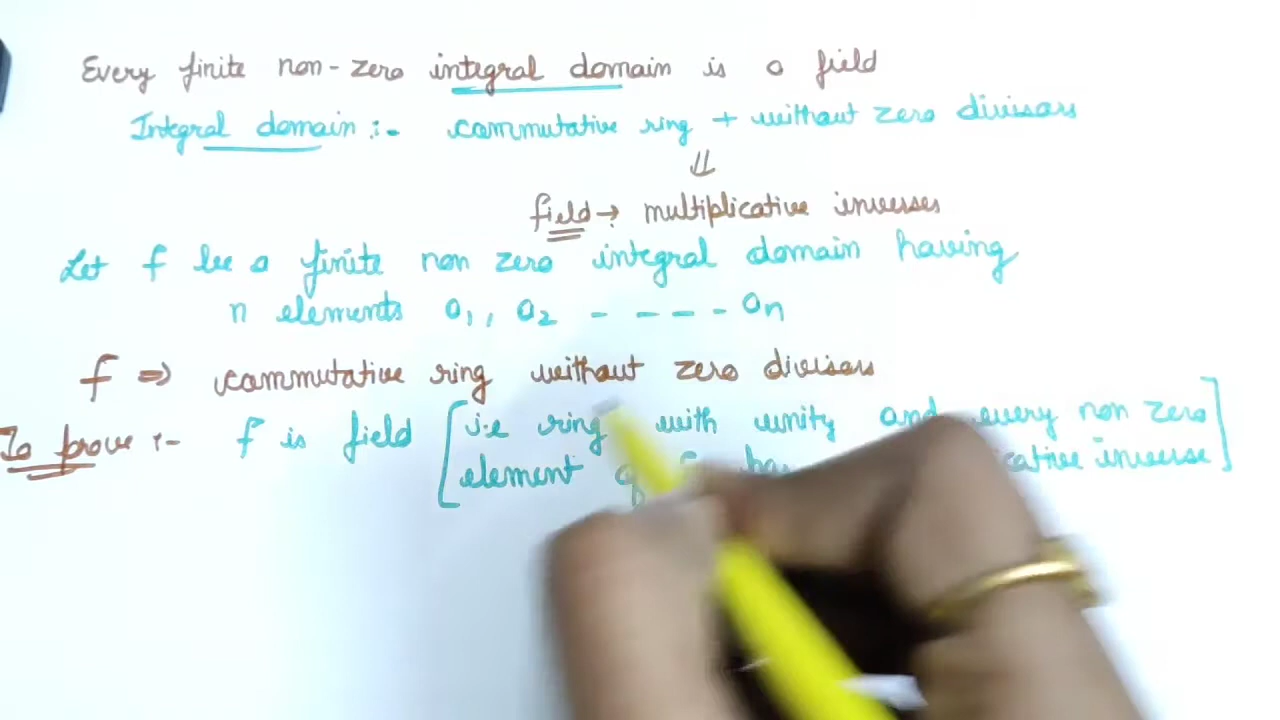 Every finite non-zero integral domain is a field
Integral domain :- commutative ring + without zero divisors
⇓
field → multiplicative inverses
Let f be a finite non zero integral domain having
n elements a1, a2 - - - - - an
f ⇒ commutative ring without zero divisors
To prove :- f is field [i.e ring with unity and every non zero
element of inverse]